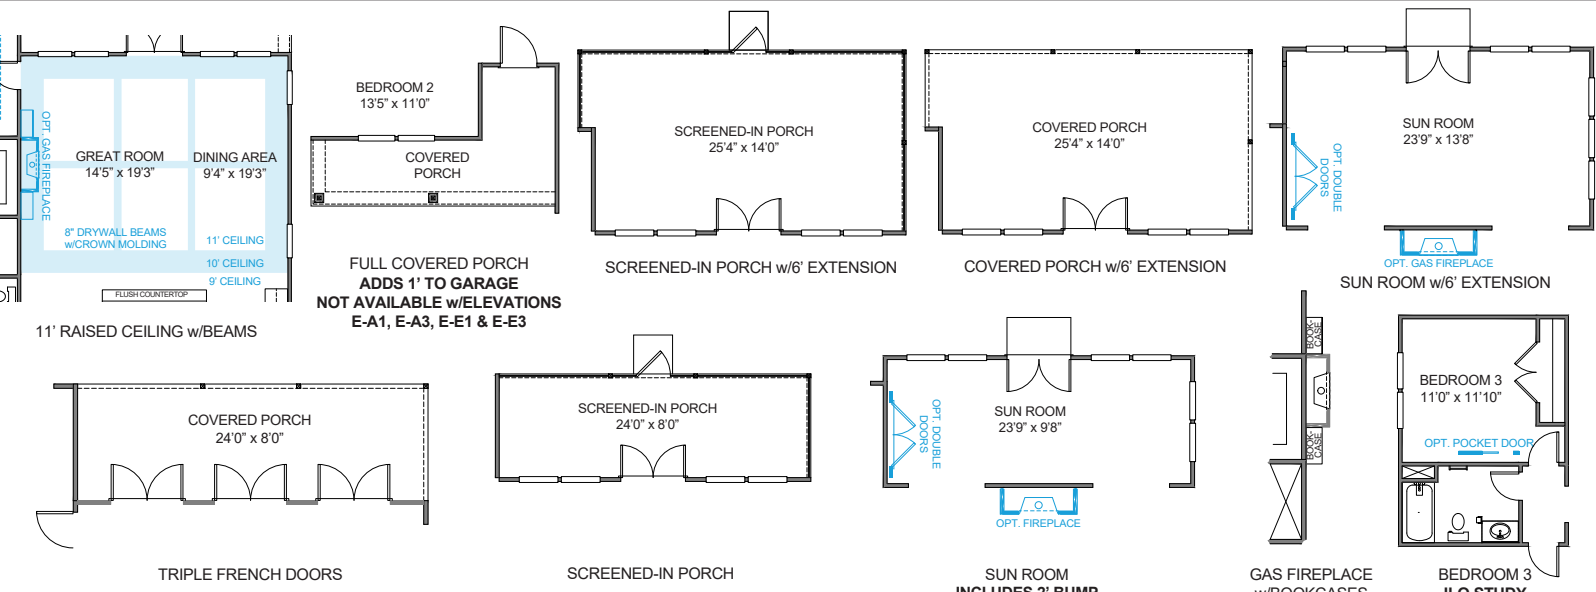 OPT. GAS FIREPLACE
GREAT ROOM
14'5" x 19'3"
DINING AREA
9'4" x 19'3"
8" DRYWALL BEAMS
w/CROWN MOLDING
11' CEILING
10' CEILING
9' CEILING
FLUSH COUNTERTOP
11' RAISED CEILING w/BEAMS
BEDROOM 2
13'5" x 11'0"
COVERED
PORCH
FULL COVERED PORCH
ADDS 1' TO GARAGE
NOT AVAILABLE w/ELEVATIONS
E-A1, E-A3, E-E1 & E-E3
SCREENED-IN PORCH
25'4" x 14'0"
SCREENED-IN PORCH w/6' EXTENSION
COVERED PORCH
25'4" x 14'0"
COVERED PORCH w/6' EXTENSION
SUN ROOM
23'9" x 13'8"
OPT. DOUBLE
DOORS
OPT. GAS FIREPLACE
SUN ROOM w/6' EXTENSION
COVERED PORCH
24'0" x 8'0"
TRIPLE FRENCH DOORS
SCREENED-IN PORCH
24'0" x 8'0"
SCREENED-IN PORCH
SUN ROOM
23'9" x 9'8"
OPT. DOUBLE
DOORS
OPT. FIREPLACE
SUN ROOM
INCLUDES 2' BUMP
BOOK-
CASE
BOOK-
CASE
GAS FIREPLACE
w/BOOKCASES
BEDROOM 3
11'0" x 11'10"
OPT. POCKET DOOR
BEDROOM 3
ILO STUDY